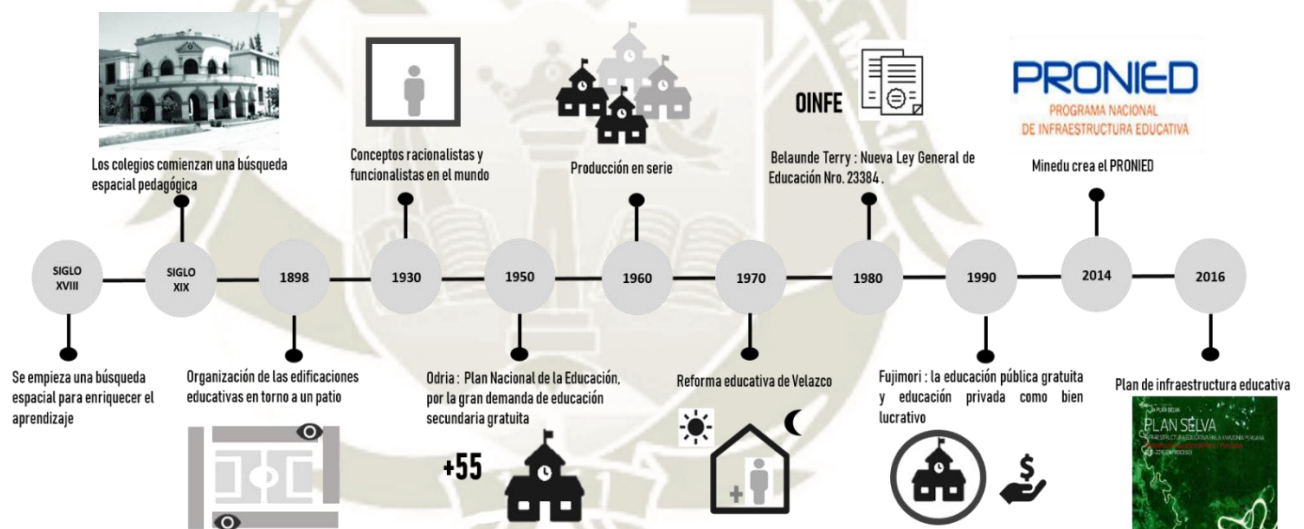 Los colegios comienzan una búsqueda
espacial pedagógica
Conceptos racionalistas y
funcionalistas en el mundo
Producción en serie
OINFE
Belaunde Terry : Nueva Ley General de
Educación Nro. 23384 .
PRONIED
PROGRAMA NACIONAL
DE INFRAESTRUCTURA EDUCATIVA
Minedu crea el PRONIED
SIGLO
XVIII
SIGLO
XIX
1898
1930
1950
1960
1970
1980
1990
2014
2016
Se empieza una búsqueda
espacial para enriquecer el
aprendizaje
Organización de las edificaciones
educativas en torno a un patio
Odria : Plan Nacional de la Educación,
por la gran demanda de educación
secundaria gratuita
+55
Reforma educativa de Velazco
Fujimori : la educación pública gratuita
y educación privada como bien
lucrativo
$
Plan de infraestructura educativa
PLAN SELVA